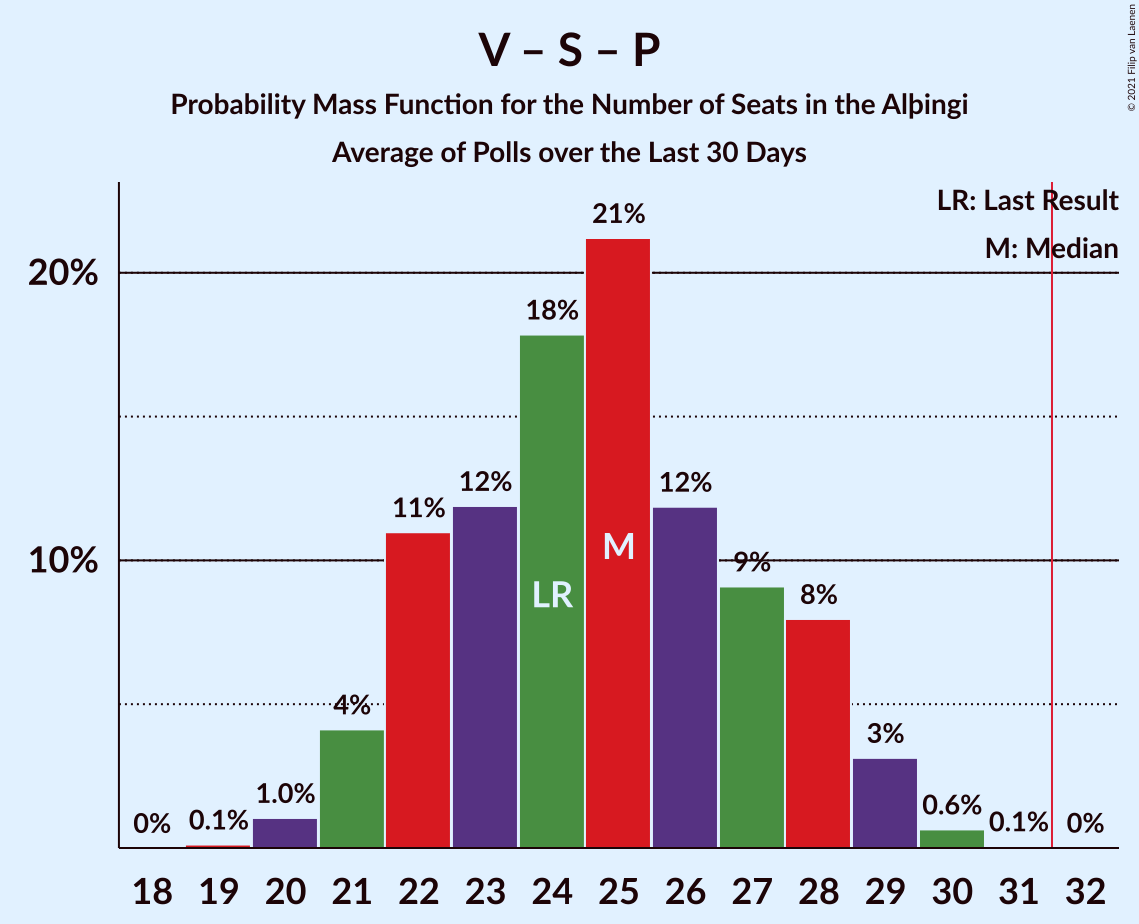 V – S – P
Probability Mass Function for the Number of Seats in the Alþingi
Average of Polls over the Last 30 Days
© 2021 Filip van Laenen
LR: Last Result
M: Median
20%
10%
0%
0.1%
1.0%
4%
11%
12%
18%
21%
12%
9%
8%
3%
0.6%
0.1%
0%
LR
M
18 19 20 21 22 23 24 25 26 27 28 29 30 31 32